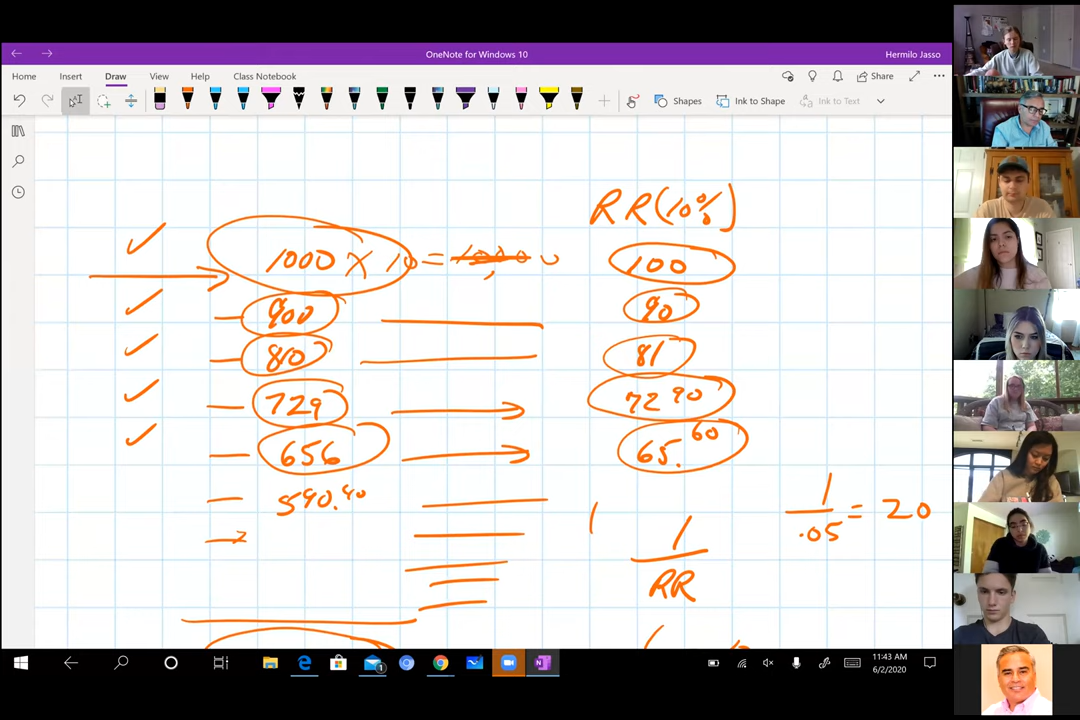 OneNote for Windows 10
Hermilo Jasso
Home Insert Draw View Help Class Notebook
Share
Shapes Ink to Shape Ink to Text
RR(10%)
1000 x 10 =
100
900
90
810
81
729
72 90
656
65. 60
590.40
1/.05 = 20
1/RR
11:43 AM
6/2/2020